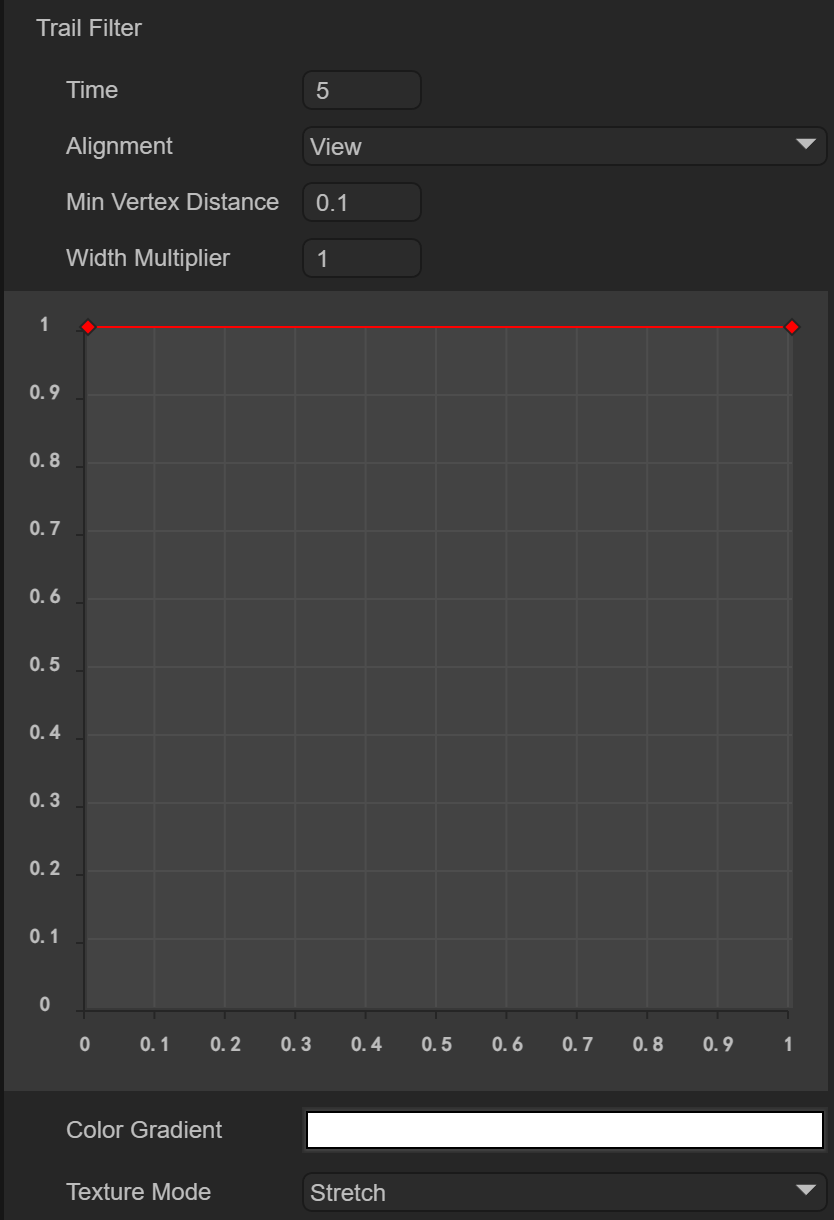 Trail Filter
Time 5
Alignment View
Min Vertex Distance 0.1
Width Multiplier 1
1
0.9
0.8
0.7
0.6
0.5
0.4
0.3
0.2
0.1
0
0 0.1 0.2 0.3 0.4 0.5 0.6 0.7 0.8 0.9 1
Color Gradient
Texture Mode Stretch